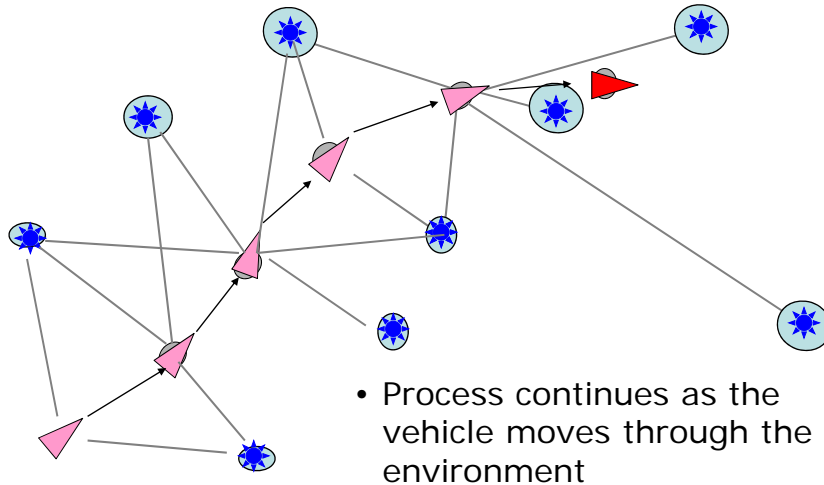 • Process continues as the
vehicle moves through the
environment